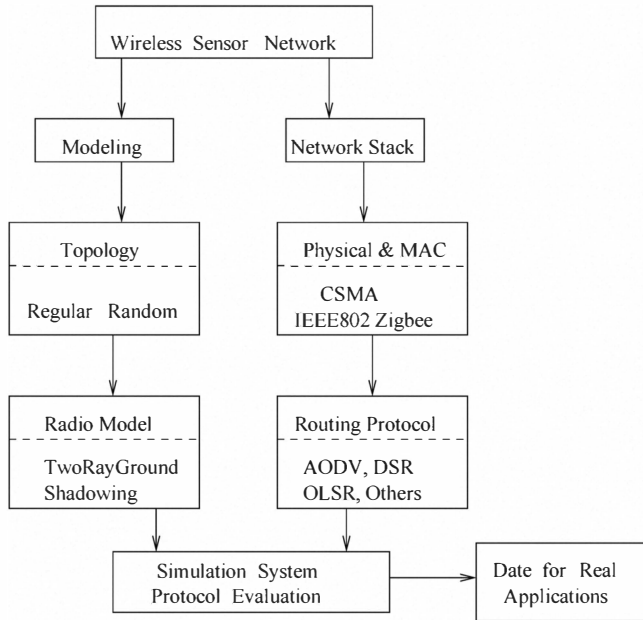 Wireless Sensor Network
Modeling
Network Stack
Topology
Regular Random
Physical & MAC
CSMA
IEEE802 Zigbee
Radio Model
TwoRayGround
Shadowing
Routing Protocol
AODV, DSR
OLSR, Others
Simulation System
Protocol Evaluation
Date for Real
Applications